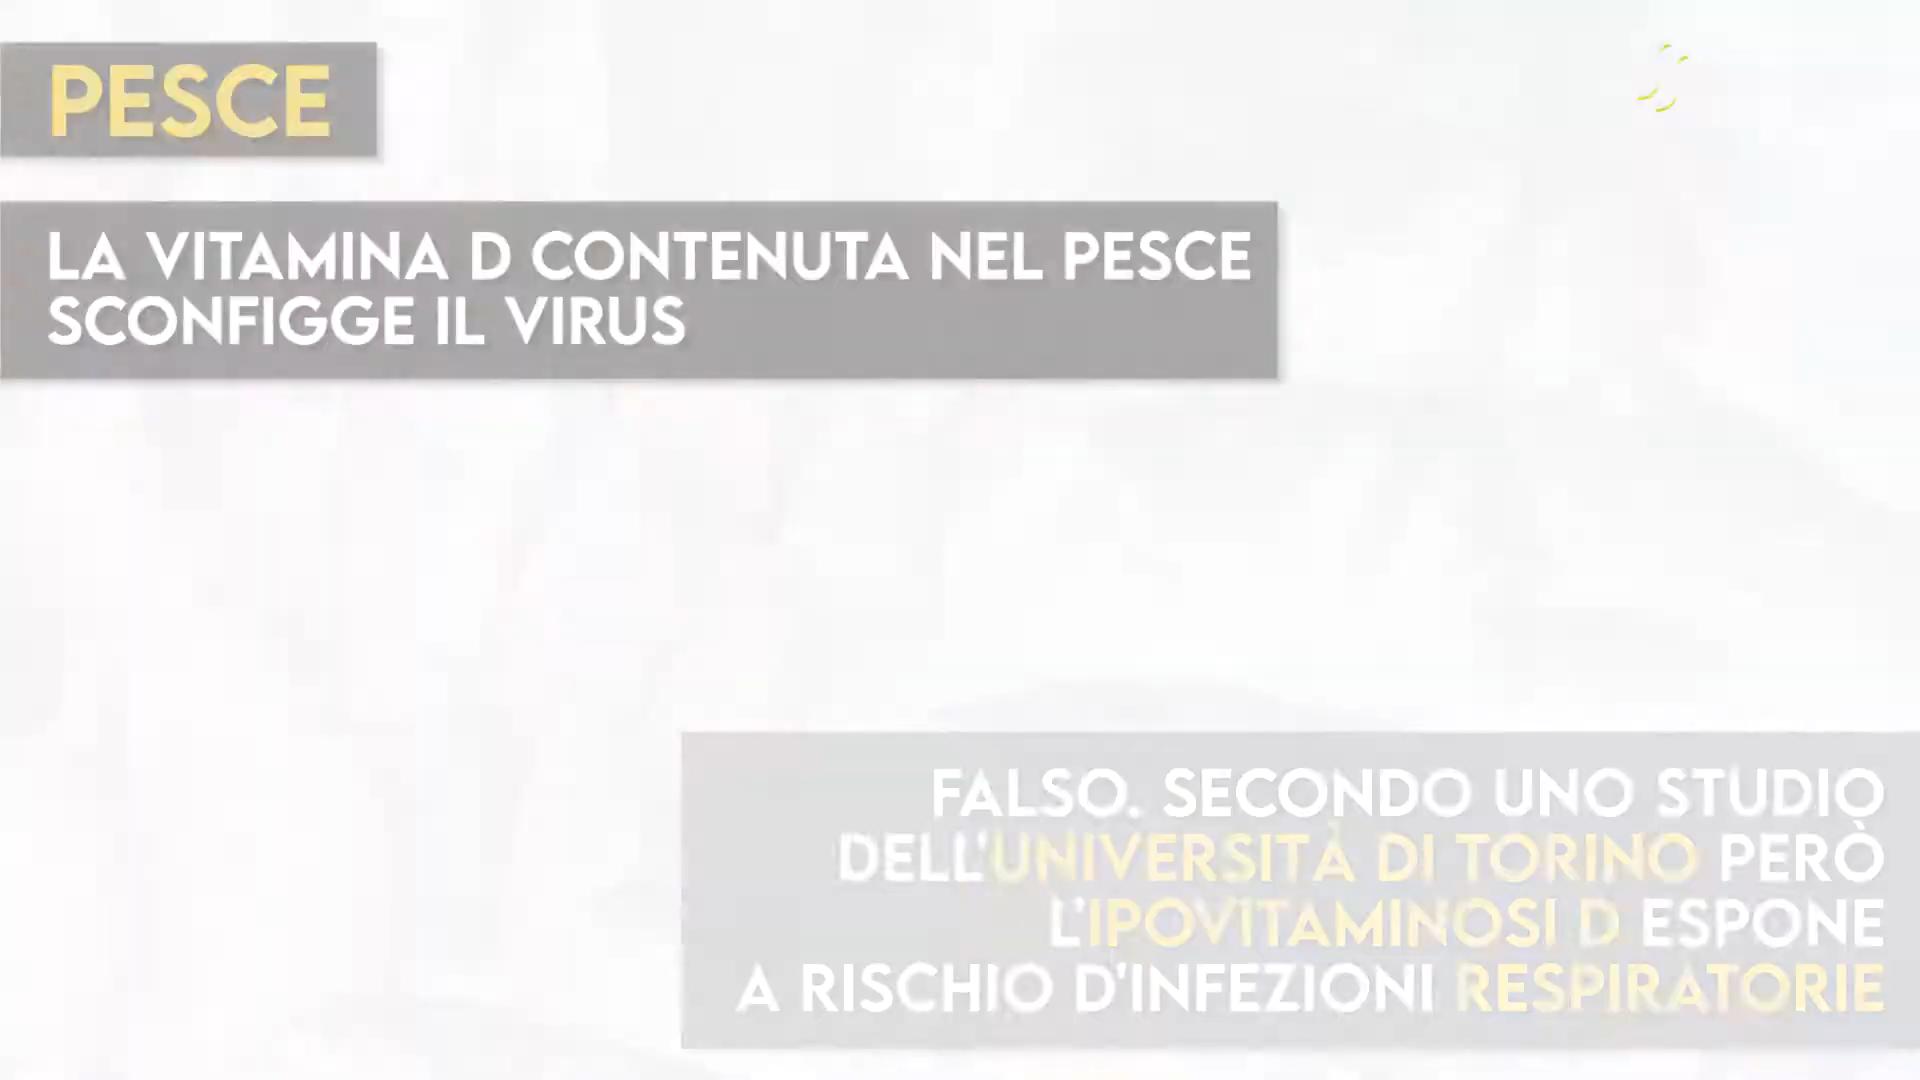 PESCE
LA VITAMINA D CONTENUTA NEL PESCE
SCONFIGGE IL VIRUS
FALSO. SECONDO UNO STUDIO
DELL'UNIVERSITÀ DI TORINO PERÒ
L'IPOVITAMINOSI D ESPONE
A RISCHIO D'INFEZIONI RESPIRATORIE